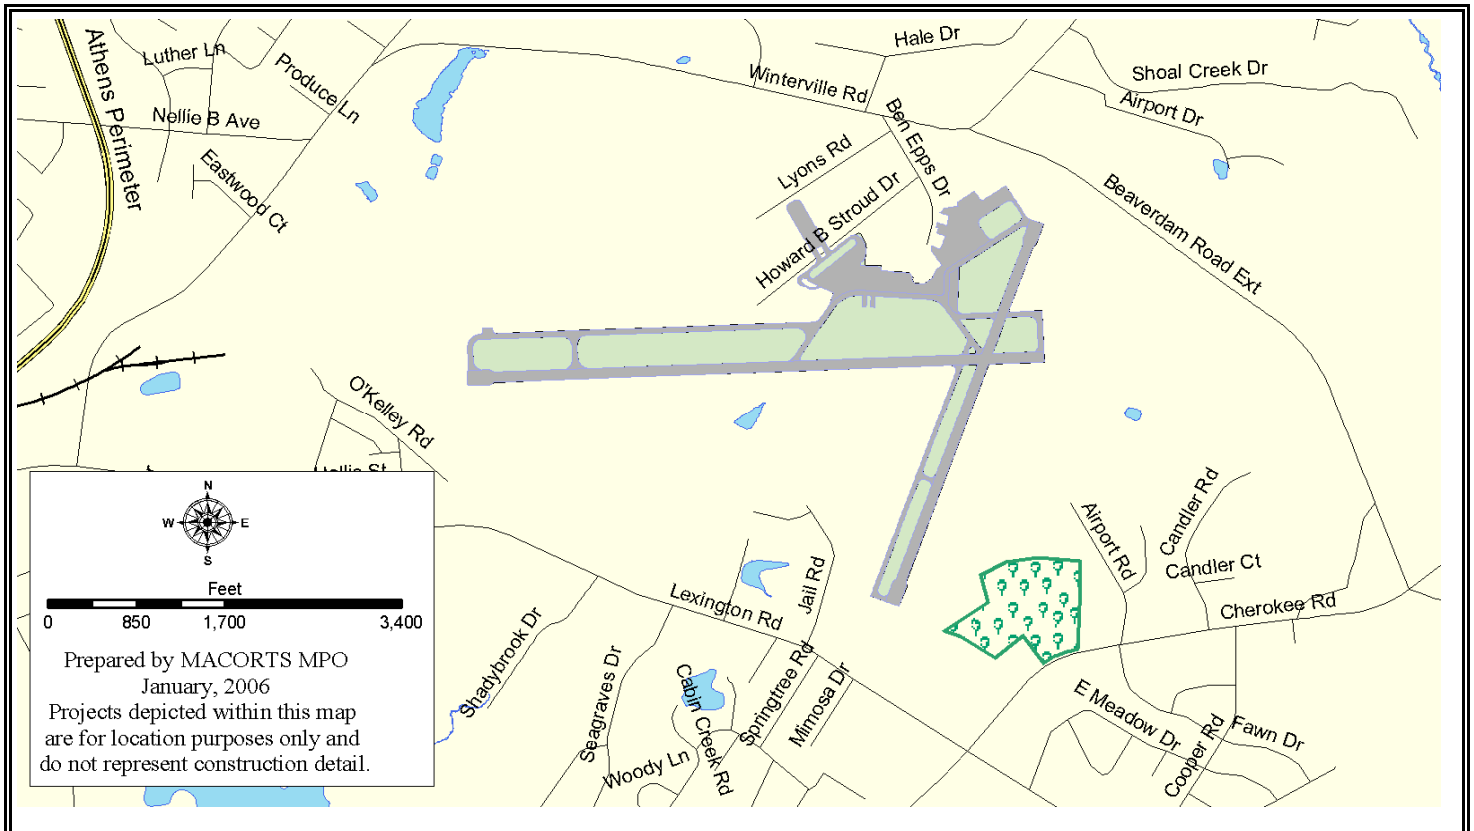 Athens Perimeter
Luther Ln
Produce Ln
Nellie B Ave
Eastwood Ct
Hale Dr
Winterville Rd
Shoal Creek Dr
Airport Dr
Ben Epps Dr
Lyons Rd
Howard B Stroud Dr
Beaverdam Road Ext
O'Kelley Rd
Hollis St
N
W
E
S
Feet
0 850 1,700 3,400
Prepared by MACORTS MPO
January, 2006
Projects depicted within this map
are for location purposes only and
do not represent construction detail.
Airport Rd
Candler Rd
Candler Ct
Cherokee Rd
Jail Rd
Lexington Rd
Shadybrook Dr
Seagraves Dr
Cabin Creek Rd
Springtree Rd
Mimosa Dr
Woody Ln
E Meadow Dr
Cooper Rd
Fawn Dr